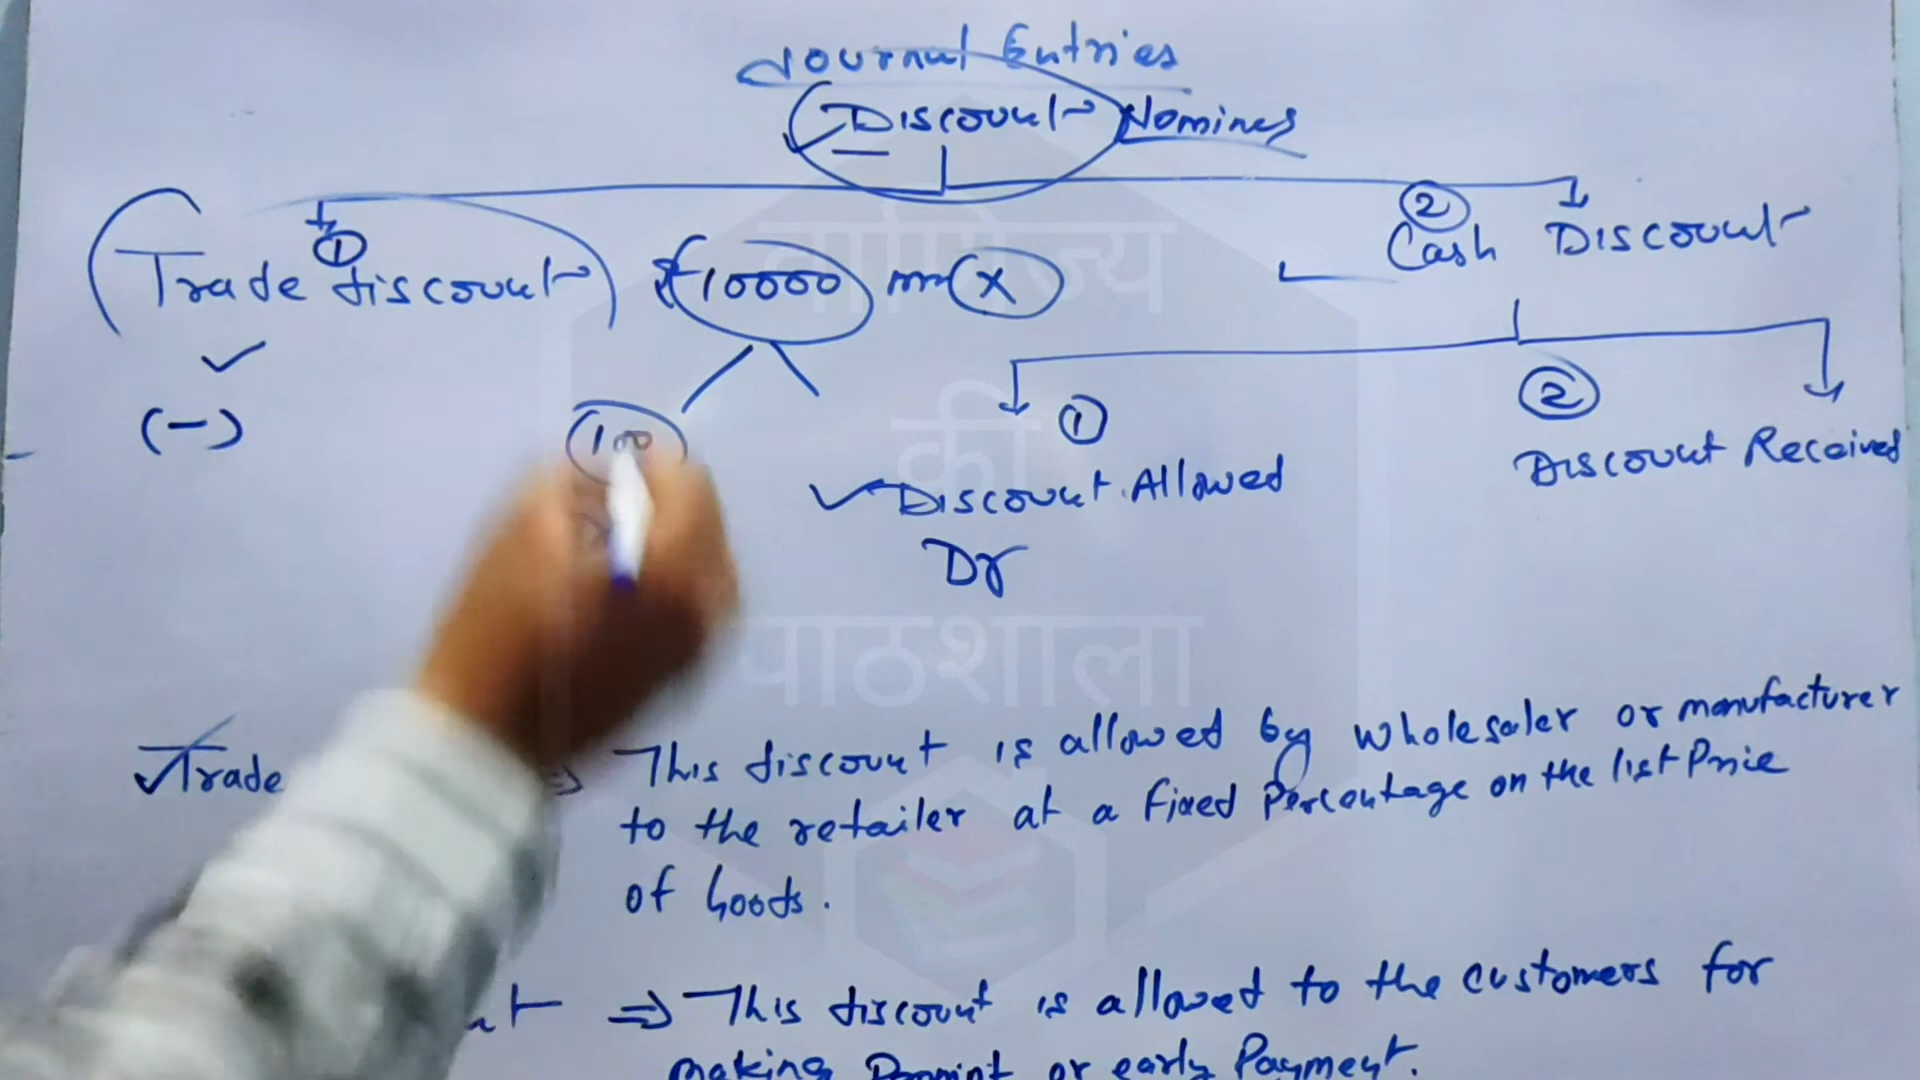 Journal Entries
Discount
① Trade discount
₹10000 m X
② Cash Discount
(-)
100
① Discount Allowed
Dr
② Discount Received
वाणिज्य
की
पाठशाला
Trade ⇒ This discount is allowed by wholesaler or manufacturer
to the retailer at a fixed percentage on the list Price
of Goods.
⇒ This discount is allowed to the customers for
making or early Payment.